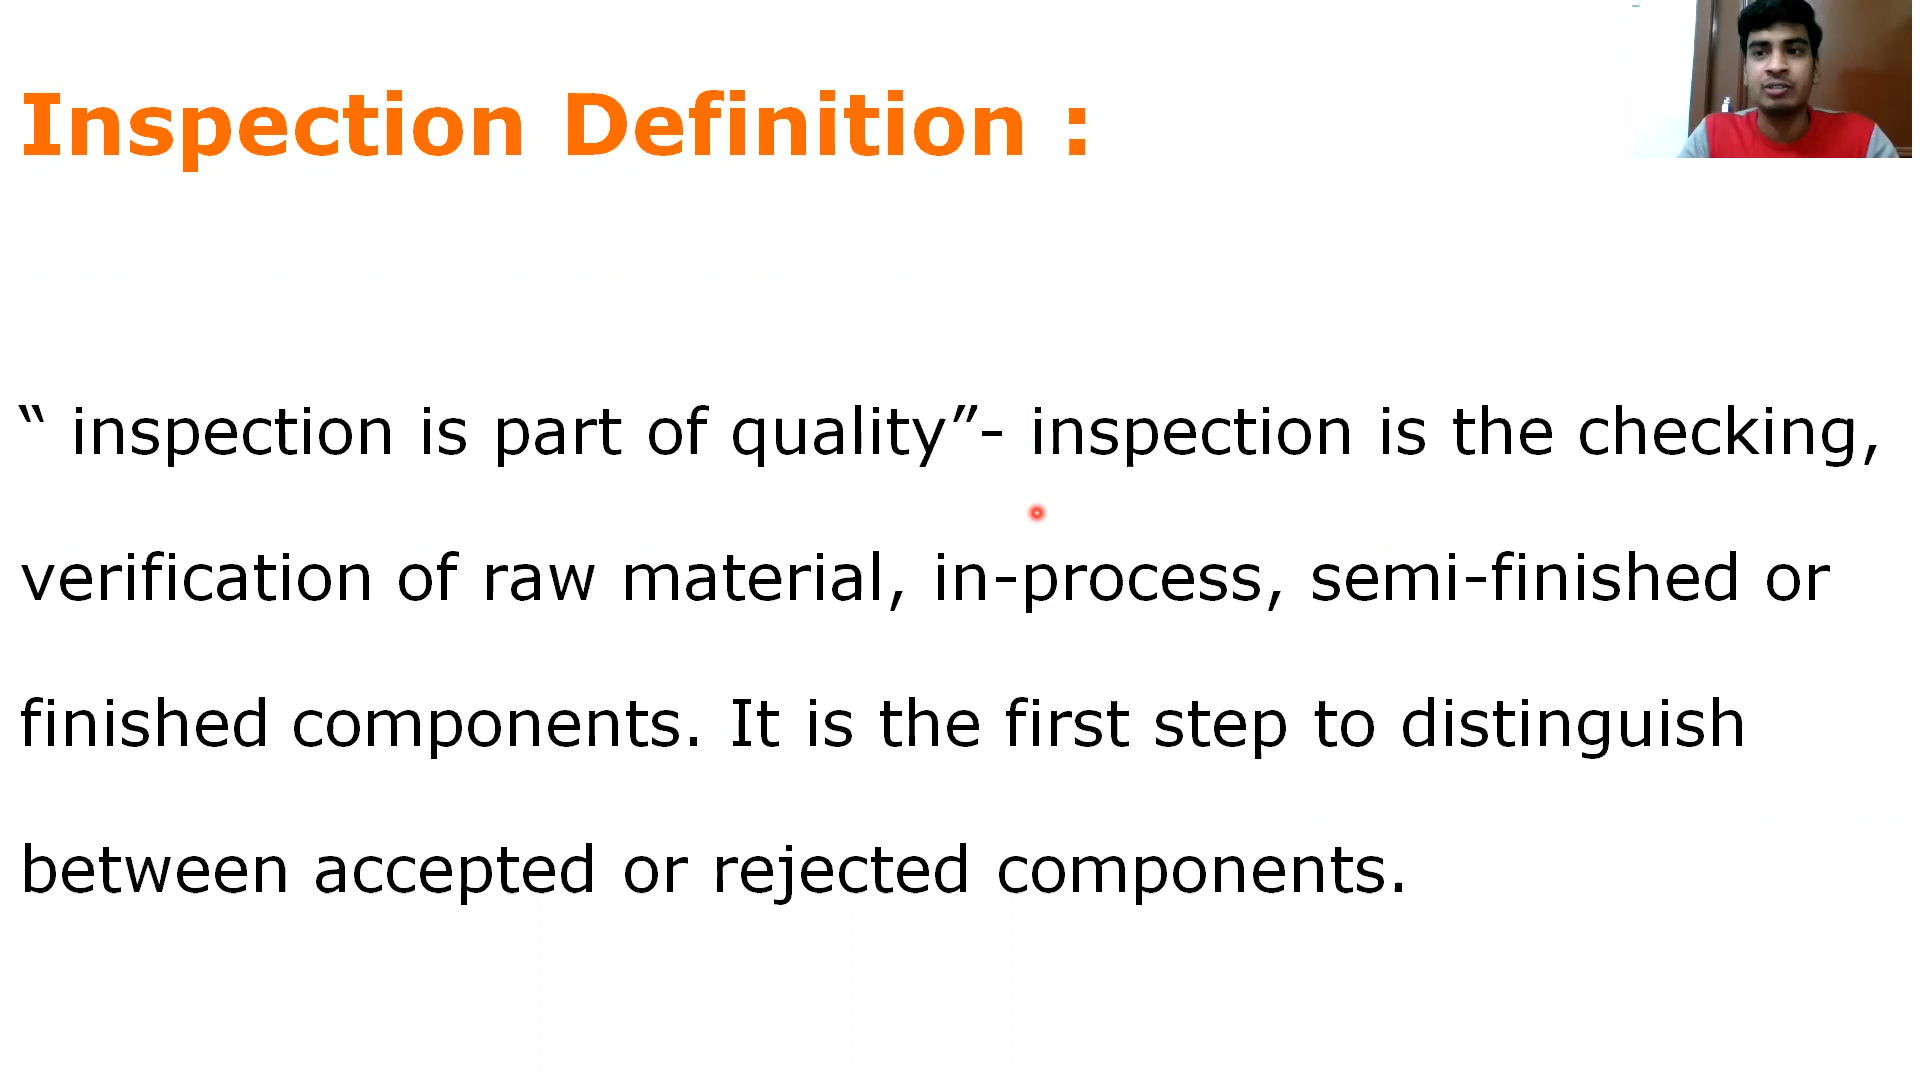 Inspection Definition :
“ inspection is part of quality”- inspection is the checking,
verification of raw material, in-process, semi-finished or
finished components. It is the first step to distinguish
between accepted or rejected components.